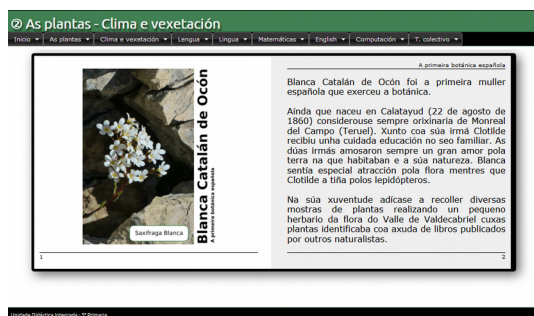 ② As plantas - Clima e vexetación
Inicio As plantas Clima e vexetación Lengua Lingua Matemáticas English Computación T. colectivo
Blanca Catalán de Ocón
A primeira botánica española
Saxifraga Blanca
1
A primeira botánica española
Blanca Catalán de Ocón foi a primeira muller
española que exerceu a botánica.
Aínda que naceu en Calatayud (22 de agosto de
1860) considerouse sempre orixinaria de Monreal
del Campo (Teruel). Xunto coa súa irmá Clotilde
recibiu unha cuidada educación no seo familiar. As
dúas irmás amosaron sempre un gran amor pola
terra na que habitaban e a súa natureza. Blanca
sentía especial atracción pola flora mentres que
Clotilde a tiña polos lepidópteros.
Na súa xuventude adícase a recoller diversas
mostras de plantas realizando un pequeno
herbario da flora do Valle de Valdecabriel cuxas
plantas identificaba coa axuda de libros publicados
por outros naturalistas.
2
Unidade Didáctica Integrada - 5º Primaria